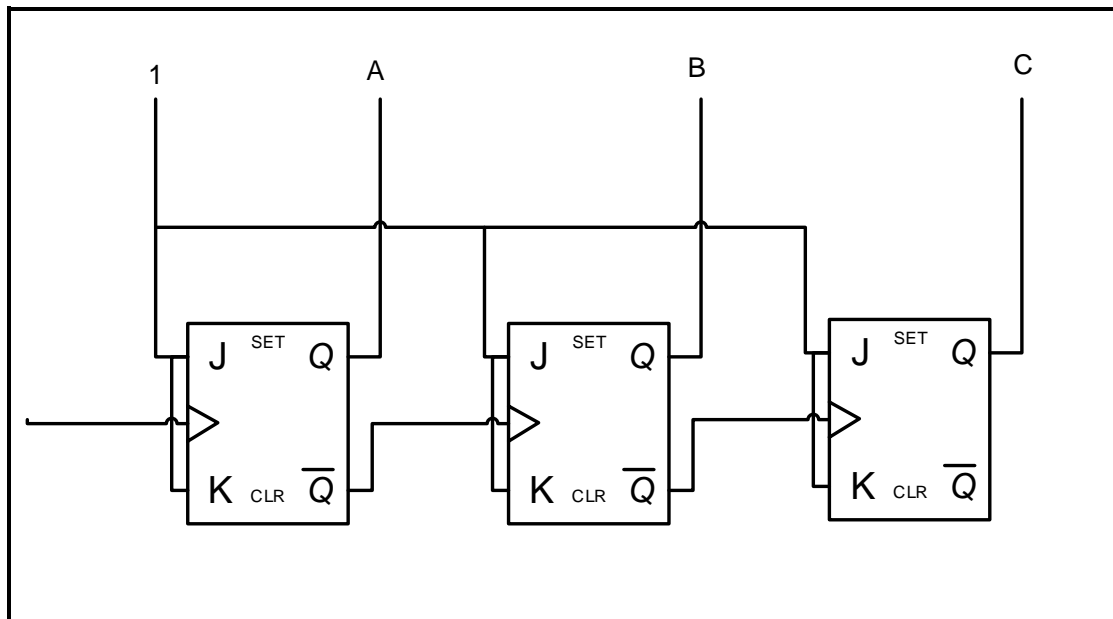 1 A B C
SET SET SET
J Q J Q J Q
K CLR Q̅ K CLR Q̅ K CLR Q̅